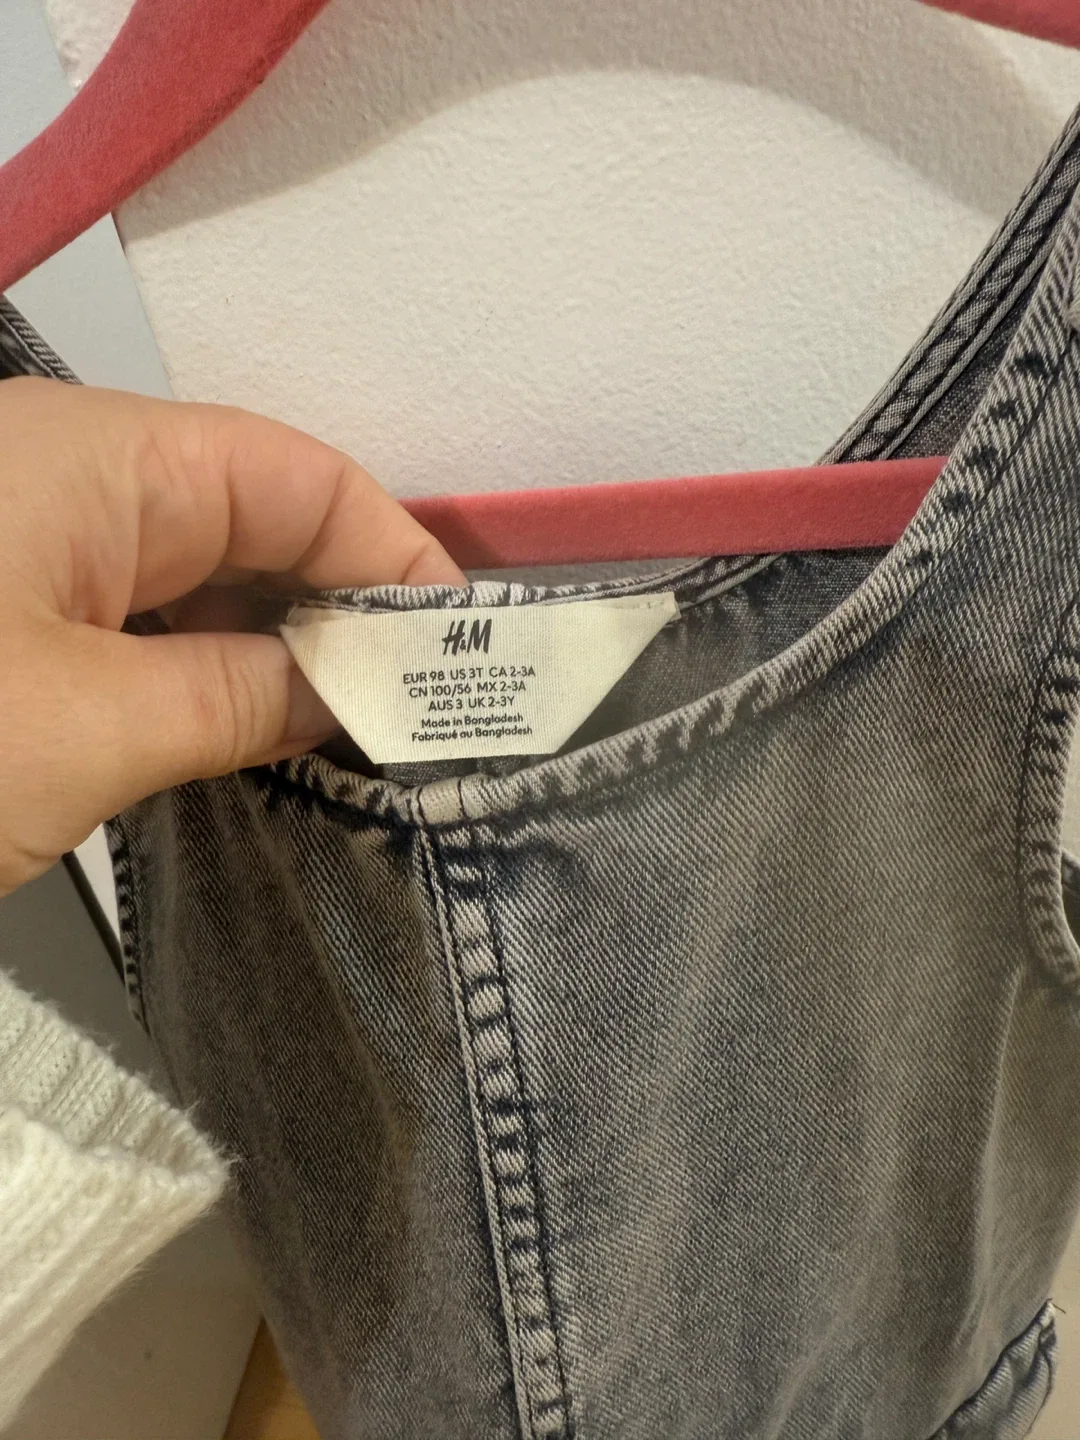 H&M
EUR 98 US 3T CA 2-3A
CN 100/56 MX 2-3A
AUS 3 UK 2-3Y
Made in Bangladesh
Fabriqué au Bangladesh